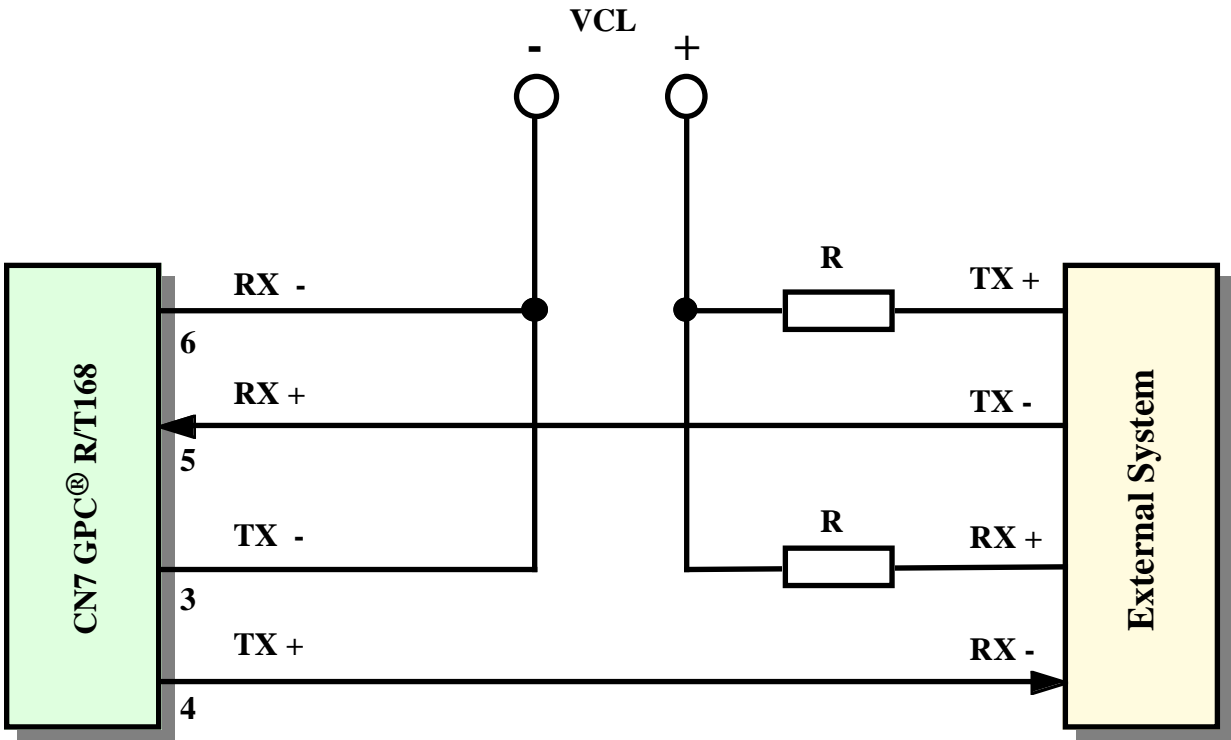 VCL
- +
R
RX - TX +
6
RX + TX -
5
R
TX - RX +
3
TX + RX -
4
CN7 GPC® R/T168
External System